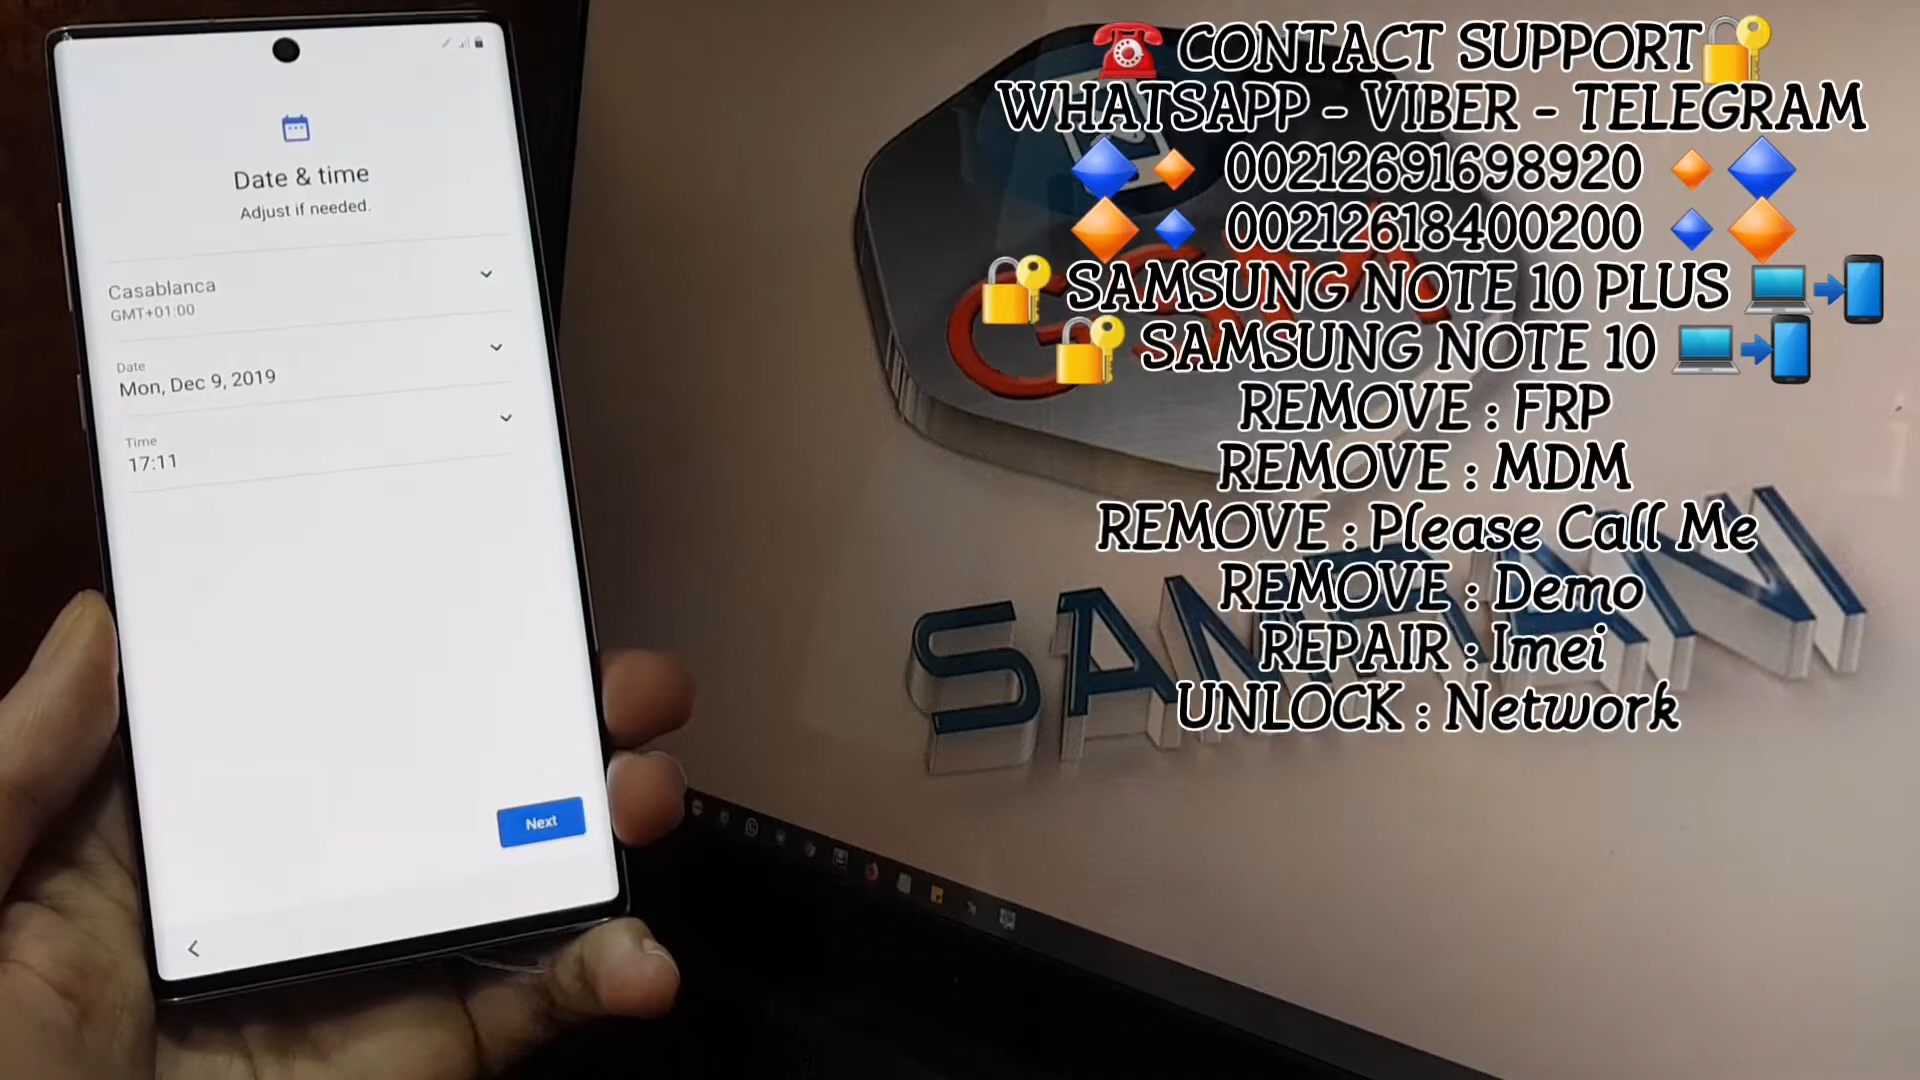 Date & time
Adjust if needed.
Casablanca
GMT+01:00
Date
Mon, Dec 9, 2019
Time
17:11
Next
CONTACT SUPPORT
WHATSAPP - VIBER - TELEGRAM
00212691698920
00212618400200
SAMSUNG NOTE 10 PLUS
SAMSUNG NOTE 10
REMOVE : FRP
REMOVE : MDM
REMOVE : Please Call Me
REMOVE : Demo
REPAIR : Imei
UNLOCK : Network